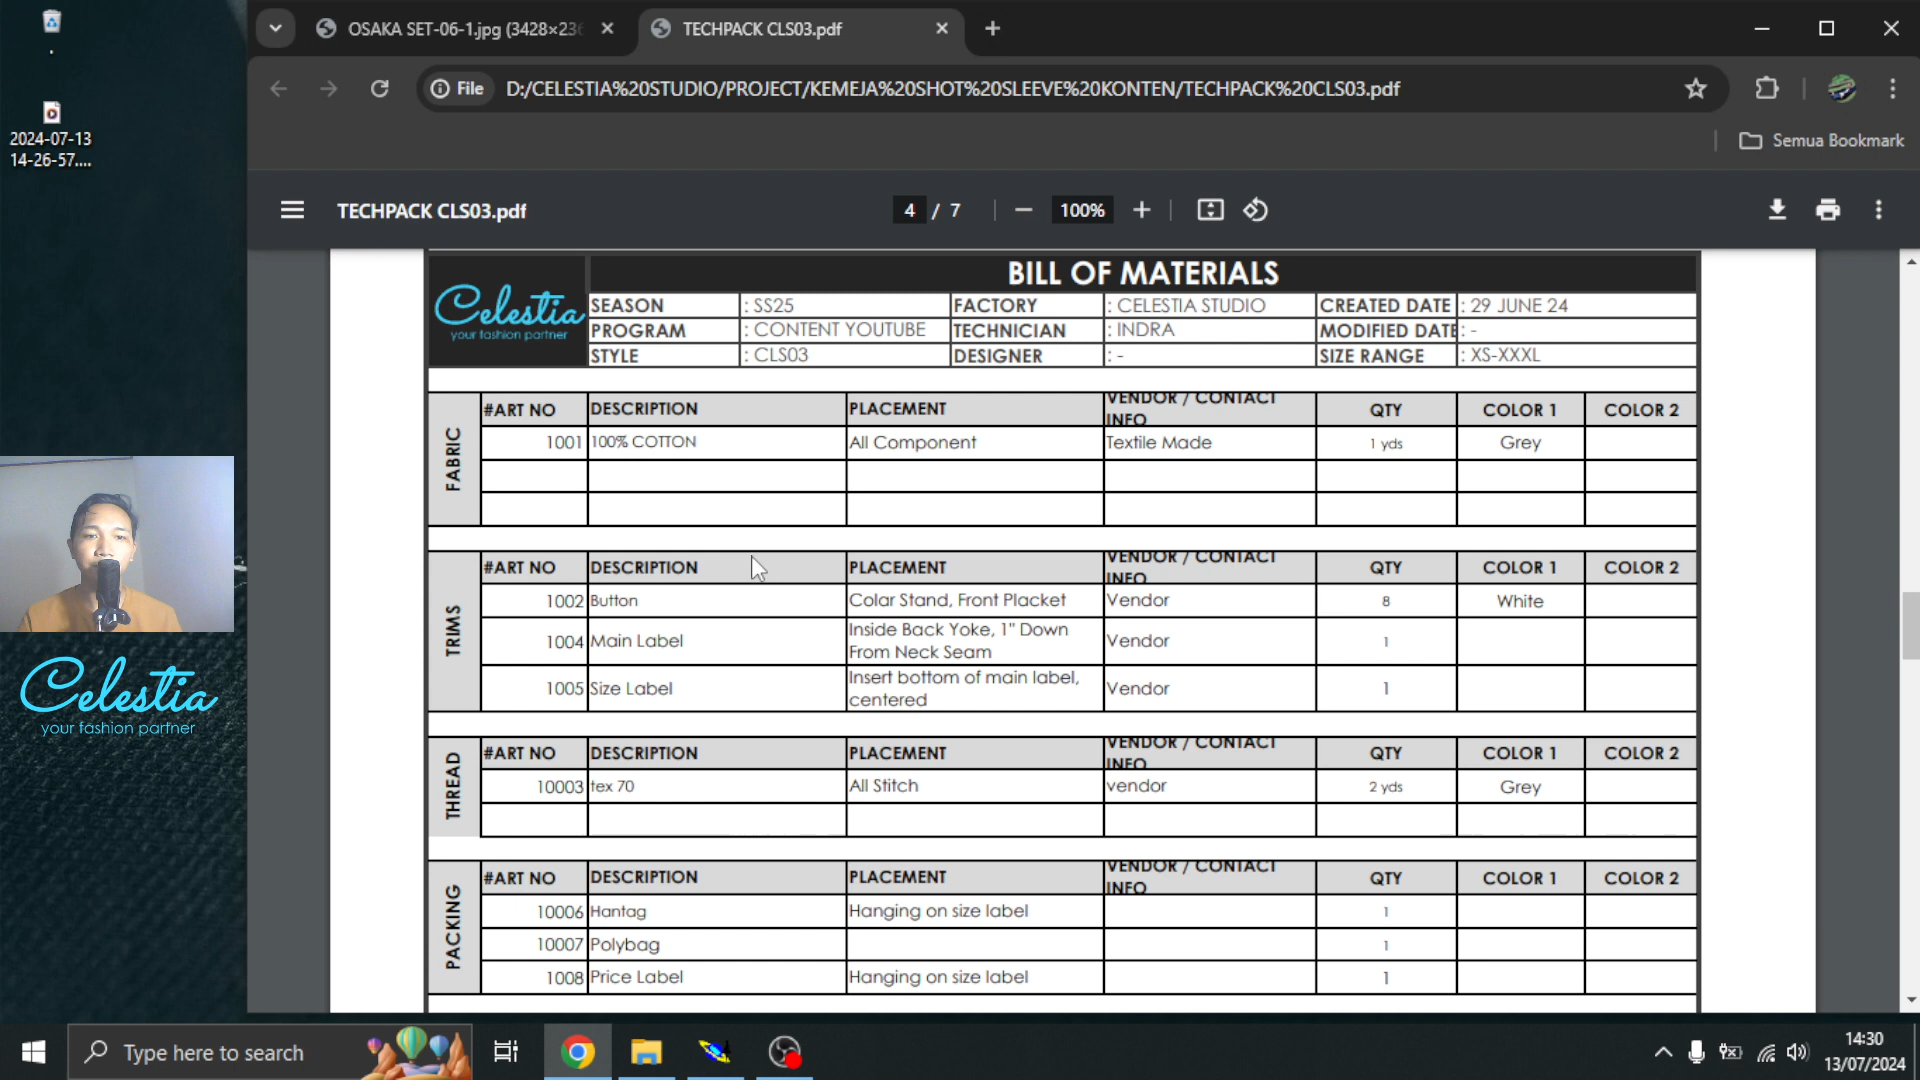 OSAKA SET-06-1.jpg (3428×236
TECHPACK CLS03.pdf
File
D:/CELESTIA%20STUDIO/PROJECT/KEMEJA%20SHOT%20SLEEVE%20KONTEN/TECHPACK%20CLS03.pdf
Semua Bookmark
2024-07-13
14-26-57....
TECHPACK CLS03.pdf
4 / 7
100%
BILL OF MATERIALS
Celestia
your fashion partner
SEASON : SS25 FACTORY : CELESTIA STUDIO CREATED DATE : 29 JUNE 24
PROGRAM : CONTENT YOUTUBE TECHNICIAN : INDRA MODIFIED DATE : -
STYLE : CLS03 DESIGNER : - SIZE RANGE : XS-XXXL
FABRIC
#ART NO DESCRIPTION PLACEMENT VENDOR / CONTACT INFO QTY COLOR 1 COLOR 2
1001 100% COTTON All Component Textile Made 1 yds Grey
TRIMS
#ART NO DESCRIPTION PLACEMENT VENDOR / CONTACT INFO QTY COLOR 1 COLOR 2
1002 Button Colar Stand, Front Placket Vendor 8 White
1004 Main Label Inside Back Yoke, 1" Down From Neck Seam Vendor 1
1005 Size Label Insert bottom of main label, centered Vendor 1
THREAD
#ART NO DESCRIPTION PLACEMENT VENDOR / CONTACT INFO QTY COLOR 1 COLOR 2
10003 tex 70 All Stitch vendor 2 yds Grey
PACKING
#ART NO DESCRIPTION PLACEMENT VENDOR / CONTACT INFO QTY COLOR 1 COLOR 2
10006 Hantag Hanging on size label 1
10007 Polybag 1
1008 Price Label Hanging on size label 1
Celestia
your fashion partner
Type here to search
14:30
13/07/2024